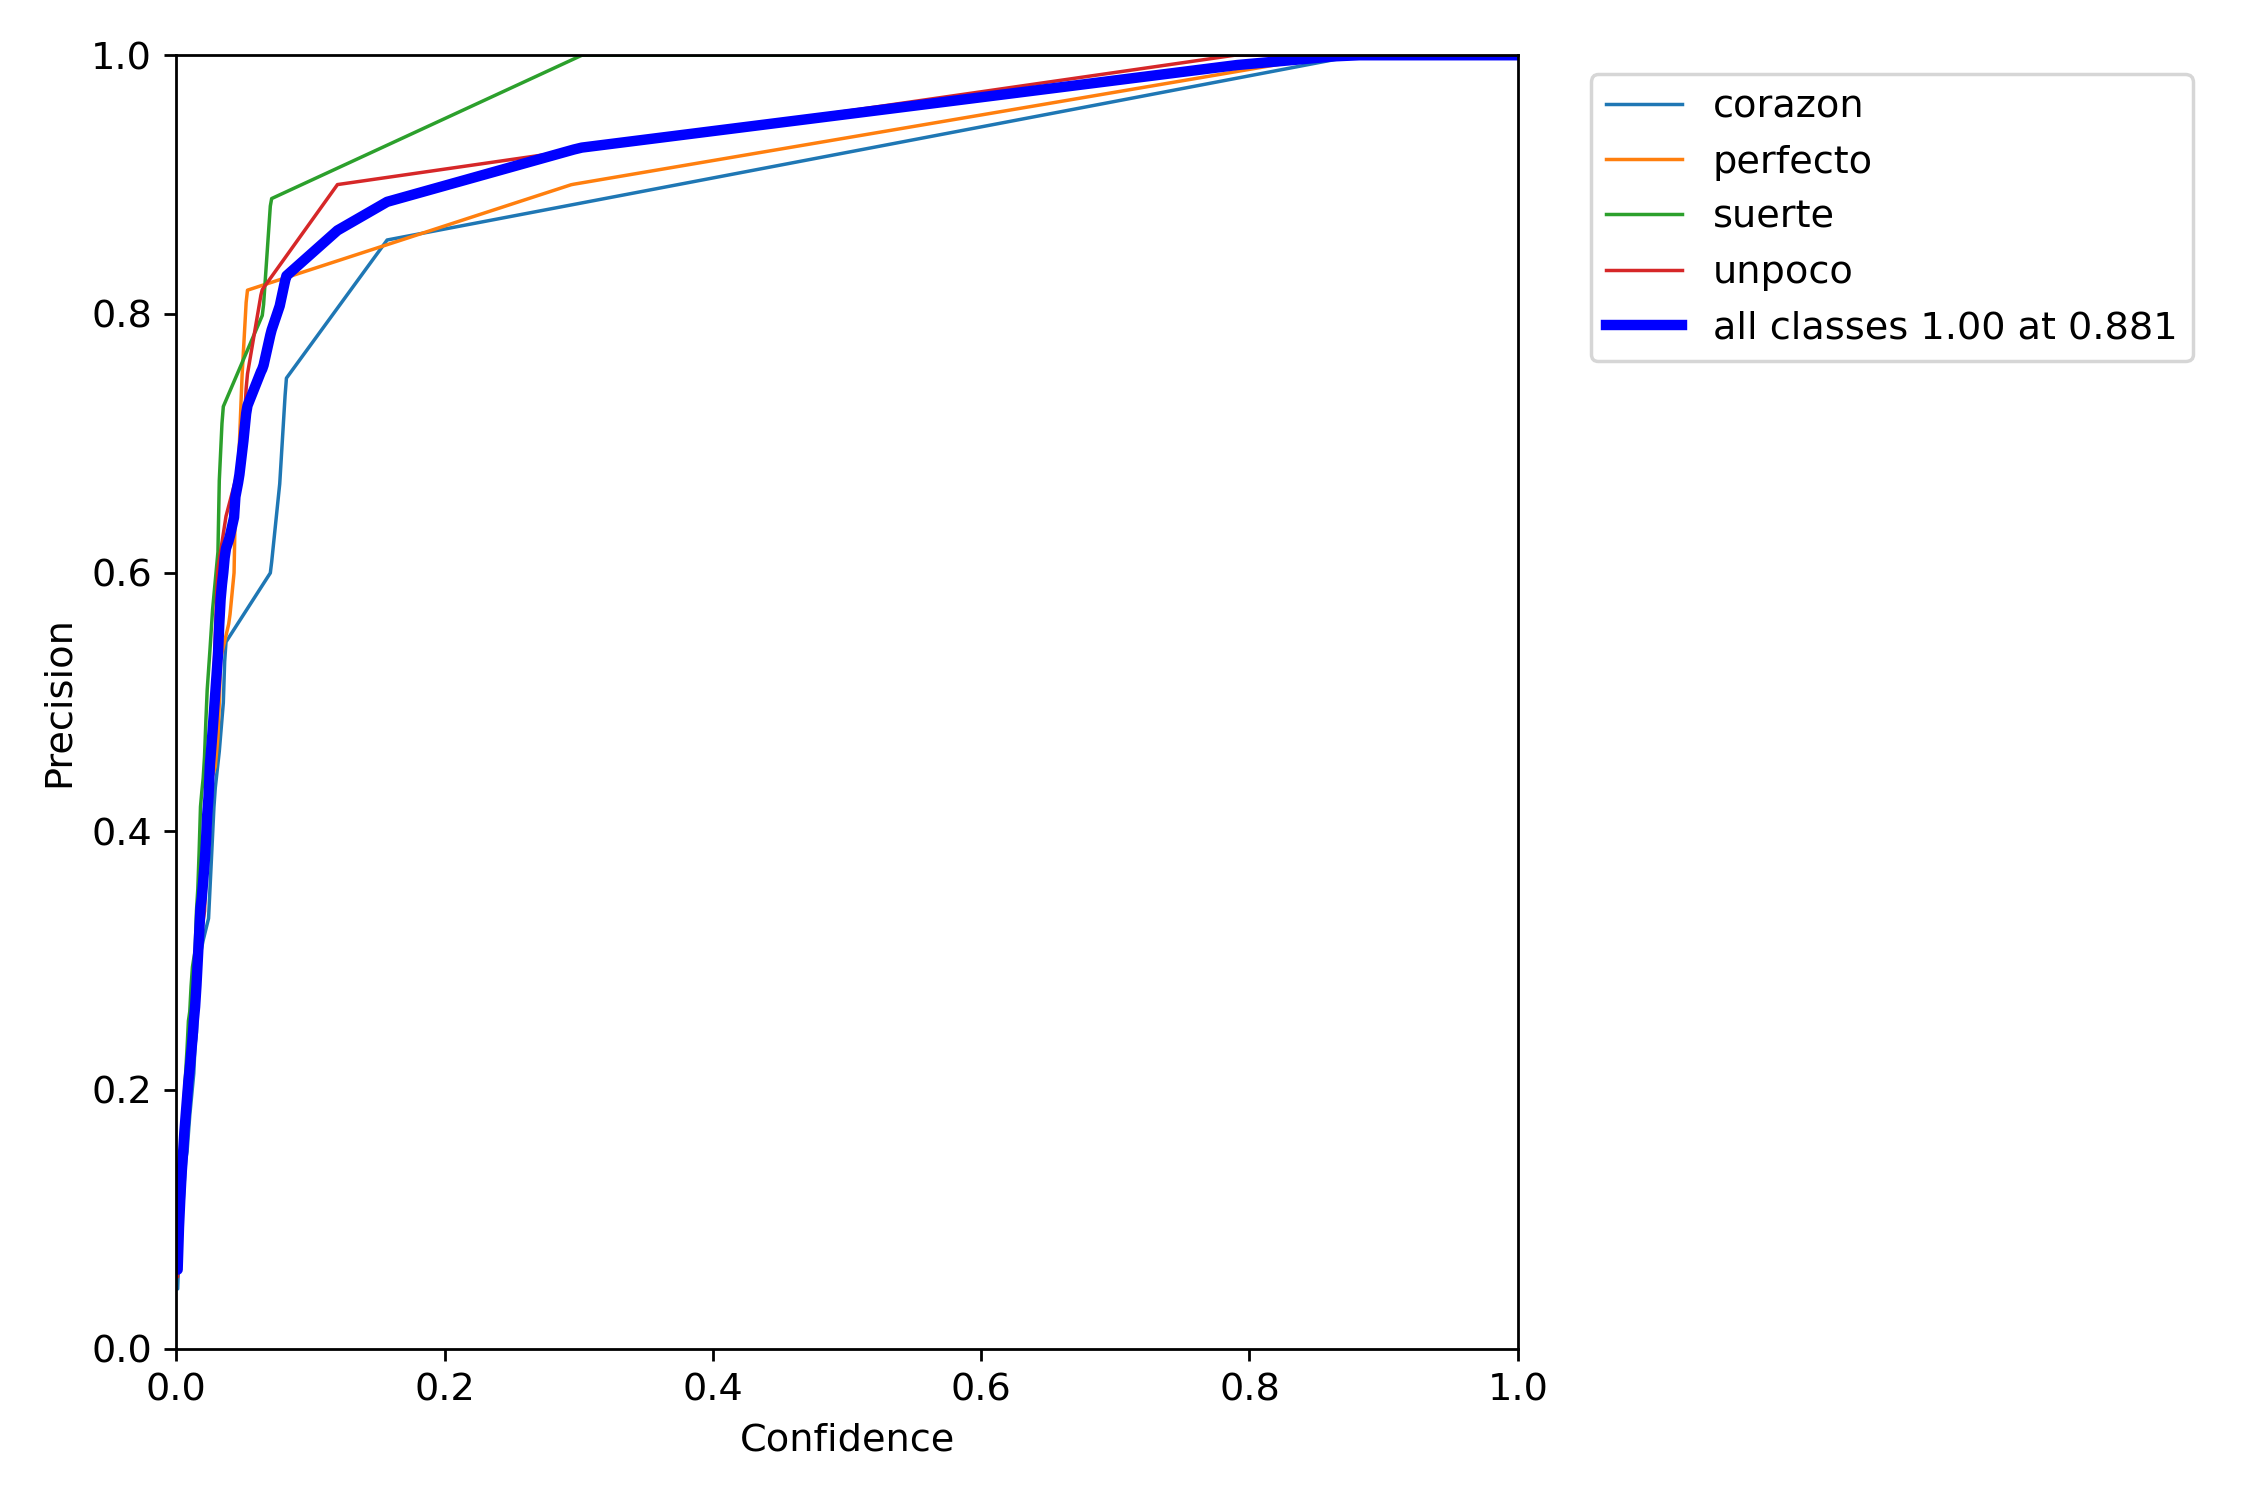 1.0
0.8
0.6
0.4
0.2
0.0
Precision
0.0 0.2 0.4 0.6 0.8 1.0
Confidence
corazon
perfecto
suerte
unpoco
all classes 1.00 at 0.881